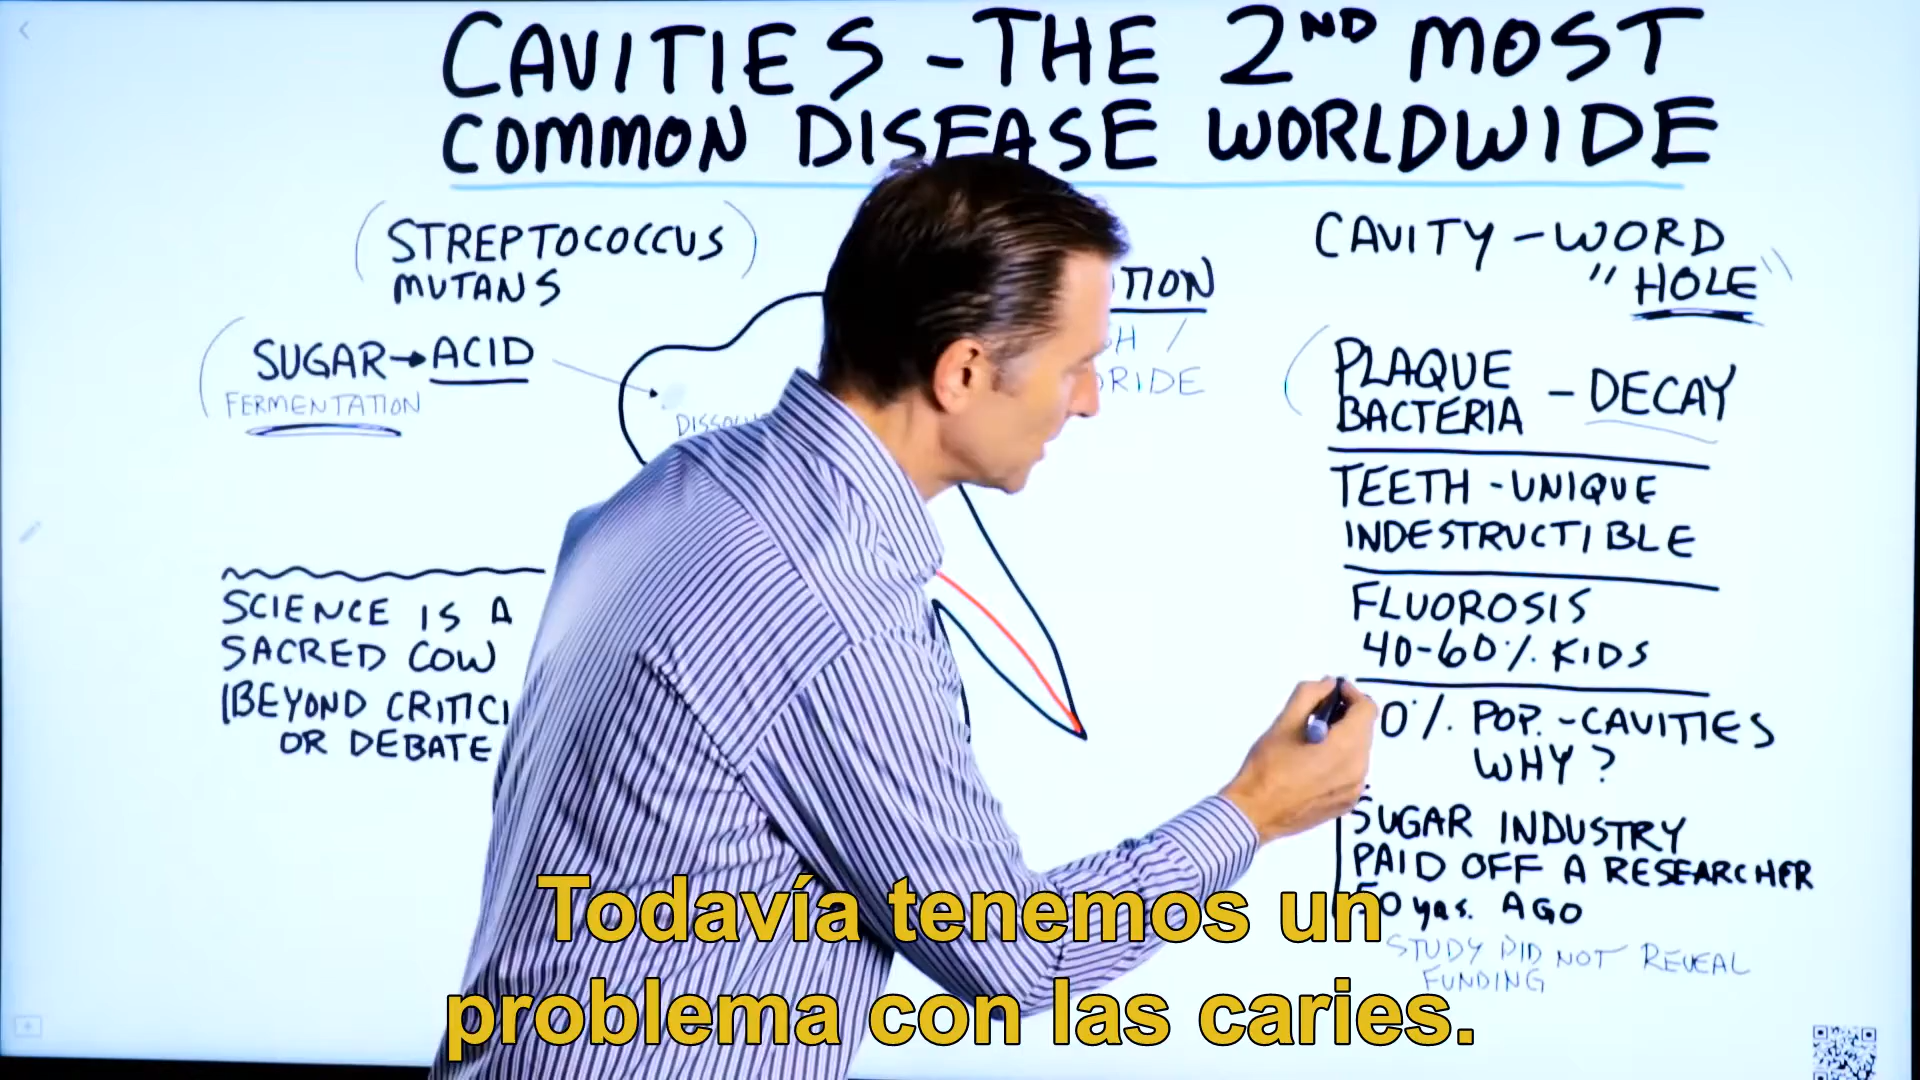 CAVITIES - THE 2ND MOST
COMMON DISEASE WORLDWIDE
(STREPTOCOCCUS
MUTANS)
SUGAR → ACID
FERMENTATION
SCIENCE IS A
SACRED COW
(BEYOND CRITICI
OR DEBATE
CAVITY - WORD
"HOLE"
PLAQUE
BACTERIA - DECAY
TEETH - UNIQUE
INDESTRUCTIBLE
FLUOROSIS
40-60% KIDS
0% POP. - CAVITIES
WHY?
SUGAR INDUSTRY
PAID OFF A RESEARCHER
50 yrs. AGO
STUDY DID NOT REVEAL
FUNDING
Todavía tenemos un
problema con las caries.